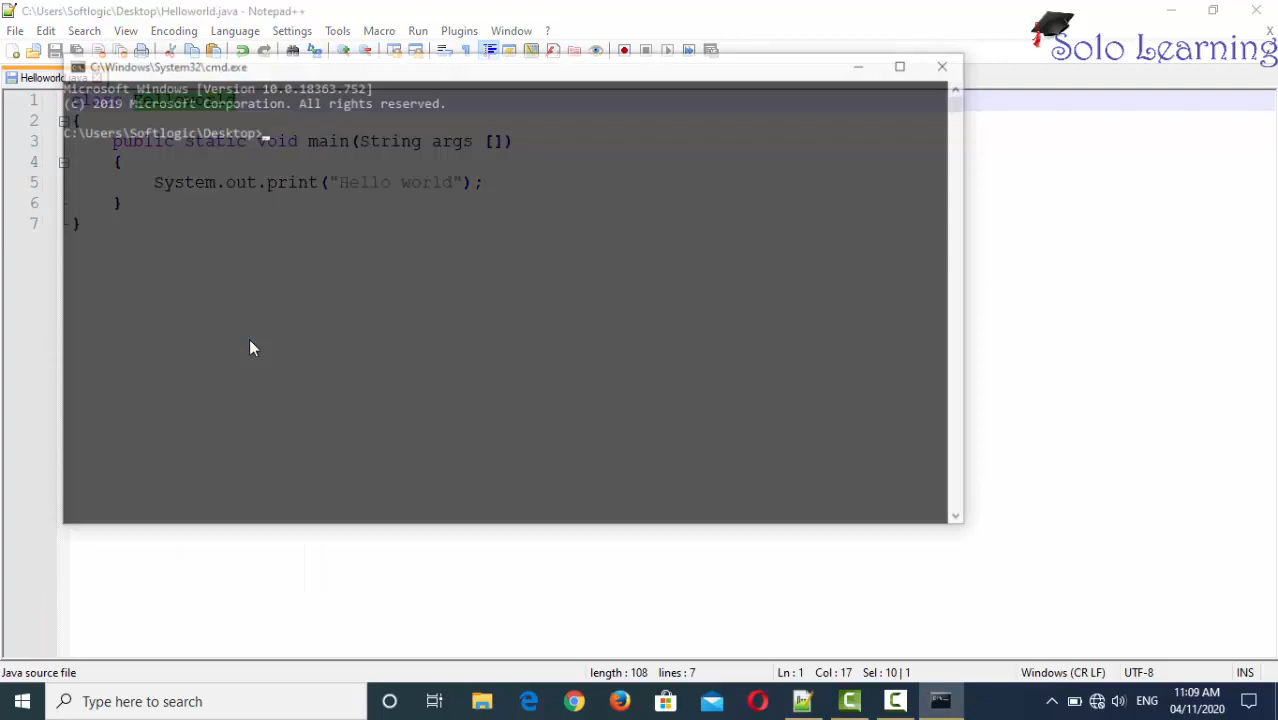 C:\Users\Softlogic\Desktop\Helloworld.java - Notepad++
File Edit Search View Encoding Language Settings Tools Macro Run Plugins Window ?
Solo Learning
X
Helloworld.java
C:\Windows\System32\cmd.exe
Microsoft Windows [Version 10.0.18363.752]
(c) 2019 Microsoft Corporation. All rights reserved.
C:\Users\Softlogic\Desktop>
1 class Helloworld
2 {
3 public static void main(String args [])
4 {
5 System.out.print("Hello world");
6 }
7 }
Java source file length : 108 lines : 7 Ln : 1 Col : 17 Sel : 10 | 1 Windows (CR LF) UTF-8 INS
Type here to search
ENG
11:09 AM
04/11/2020